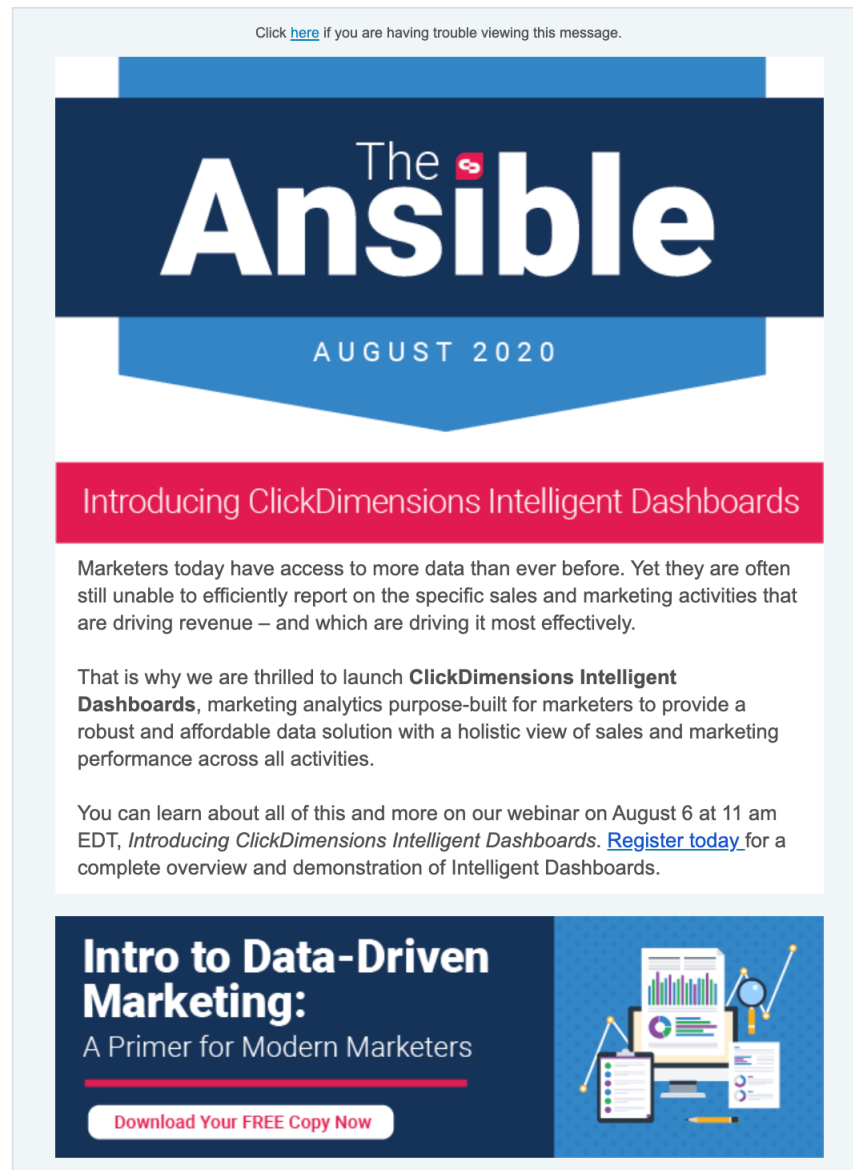 Click here if you are having trouble viewing this message.
The
Ansible
AUGUST 2020
Introducing ClickDimensions Intelligent Dashboards
Marketers today have access to more data than ever before. Yet they are often
still unable to efficiently report on the specific sales and marketing activities that
are driving revenue – and which are driving it most effectively.
That is why we are thrilled to launch ClickDimensions Intelligent
Dashboards, marketing analytics purpose-built for marketers to provide a
robust and affordable data solution with a holistic view of sales and marketing
performance across all activities.
You can learn about all of this and more on our webinar on August 6 at 11 am
EDT, Introducing ClickDimensions Intelligent Dashboards. Register today for a
complete overview and demonstration of Intelligent Dashboards.
Intro to Data-Driven
Marketing:
A Primer for Modern Marketers
Download Your FREE Copy Now